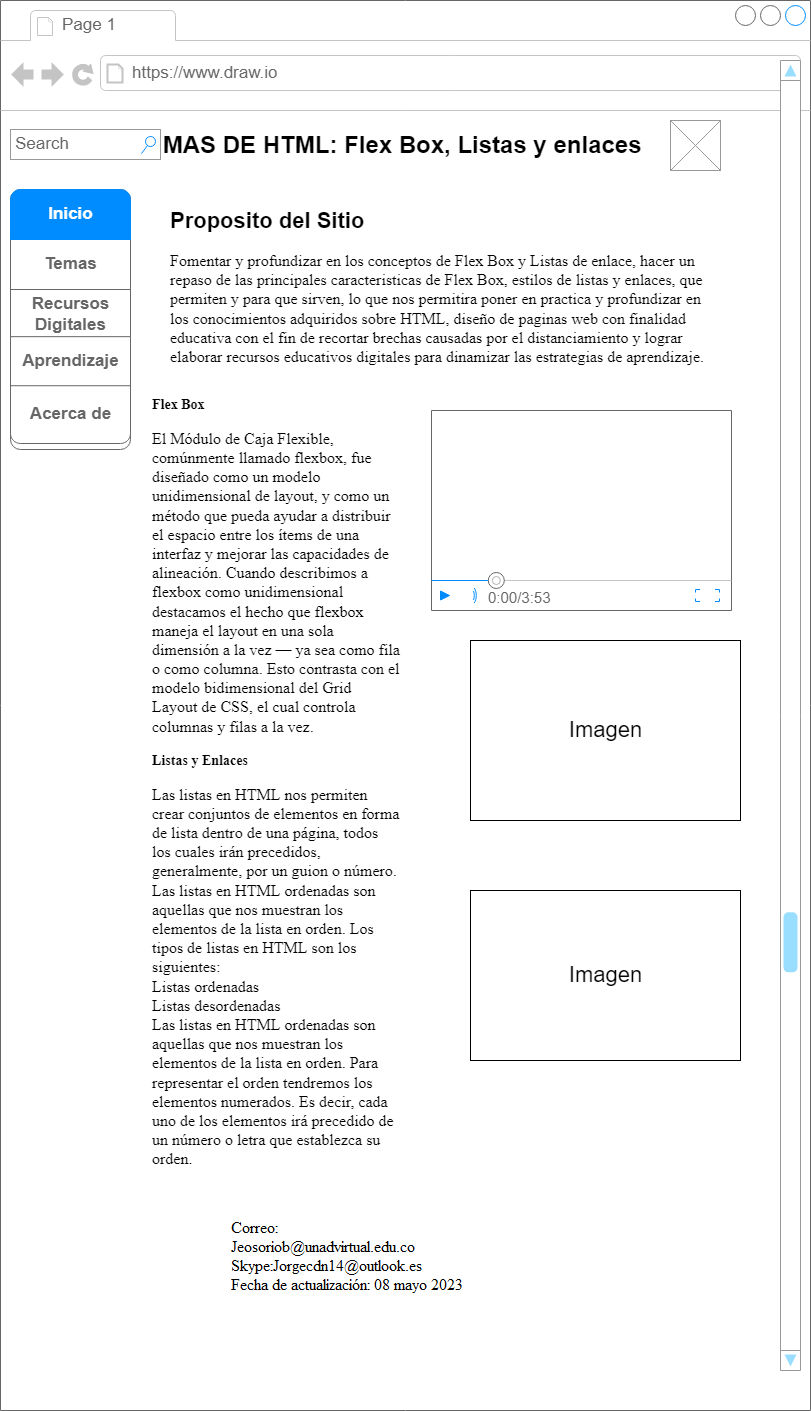 Page 1
https://www.draw.io
Search
MAS DE HTML: Flex Box, Listas y enlaces
Inicio
Temas
Recursos
Digitales
Aprendizaje
Acerca de
Proposito del Sitio
Fomentar y profundizar en los conceptos de Flex Box y Listas de enlace, hacer un
repaso de las principales caracteristicas de Flex Box, estilos de listas y enlaces, que
permiten y para que sirven, lo que nos permitira poner en practica y profundizar en
los conocimientos adquiridos sobre HTML, diseño de paginas web con finalidad
educativa con el fin de recortar brechas causadas por el distanciamiento y lograr
elaborar recursos educativos digitales para dinamizar las estrategias de aprendizaje.
Flex Box
El Módulo de Caja Flexible,
comúnmente llamado flexbox, fue
diseñado como un modelo
unidimensional de layout, y como un
método que pueda ayudar a distribuir
el espacio entre los ítems de una
interfaz y mejorar las capacidades de
alineación. Cuando describimos a
flexbox como unidimensional
destacamos el hecho que flexbox
maneja el layout en una sola
dimensión a la vez — ya sea como fila
o como columna. Esto contrasta con el
modelo bidimensional del Grid
Layout de CSS, el cual controla
columnas y filas a la vez.
0:00/3:53
Imagen
Listas y Enlaces
Las listas en HTML nos permiten
crear conjuntos de elementos en forma
de lista dentro de una página, todos
los cuales irán precedidos,
generalmente, por un guion o número.
Las listas en HTML ordenadas son
aquellas que nos muestran los
elementos de la lista en orden. Los
tipos de listas en HTML son los
siguientes:
Listas ordenadas
Listas desordenadas
Las listas en HTML ordenadas son
aquellas que nos muestran los
elementos de la lista en orden. Para
representar el orden tendremos los
elementos numerados. Es decir, cada
uno de los elementos irá precedido de
un número o letra que establezca su
orden.
Imagen
Correo:
Jeosoriob@unadvirtual.edu.co
Skype:Jorgecdn14@outlook.es
Fecha de actualización: 08 mayo 2023